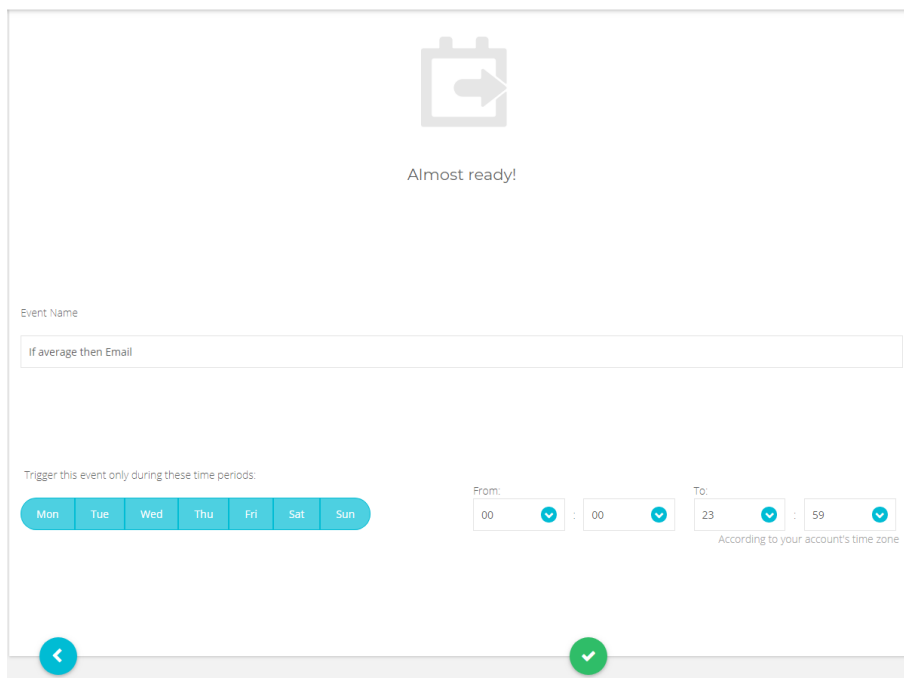 Almost ready!
Event Name
If average then Email
Trigger this event only during these time periods:
Mon Tue Wed Thu Fri Sat Sun
From: To:
00 : 00 23 : 59
According to your account's time zone